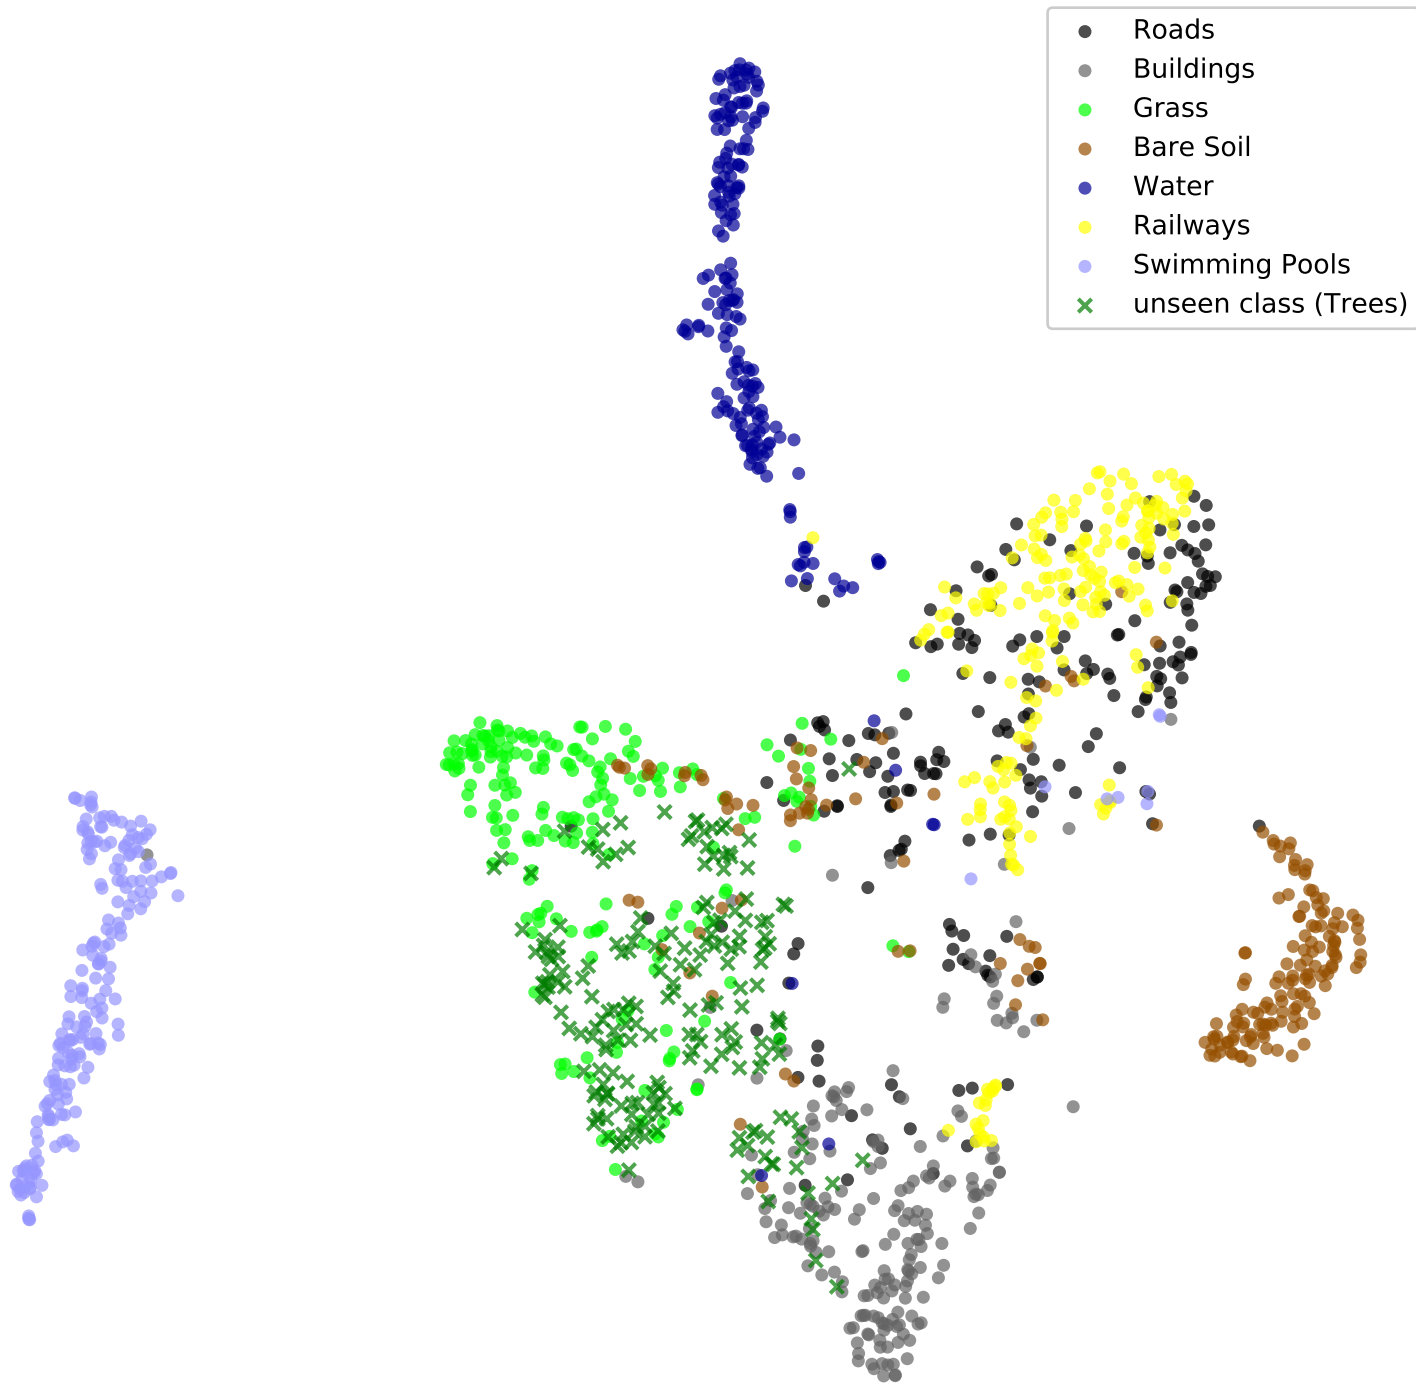 Roads
Buildings
Grass
Bare Soil
Water
Railways
Swimming Pools
unseen class (Trees)